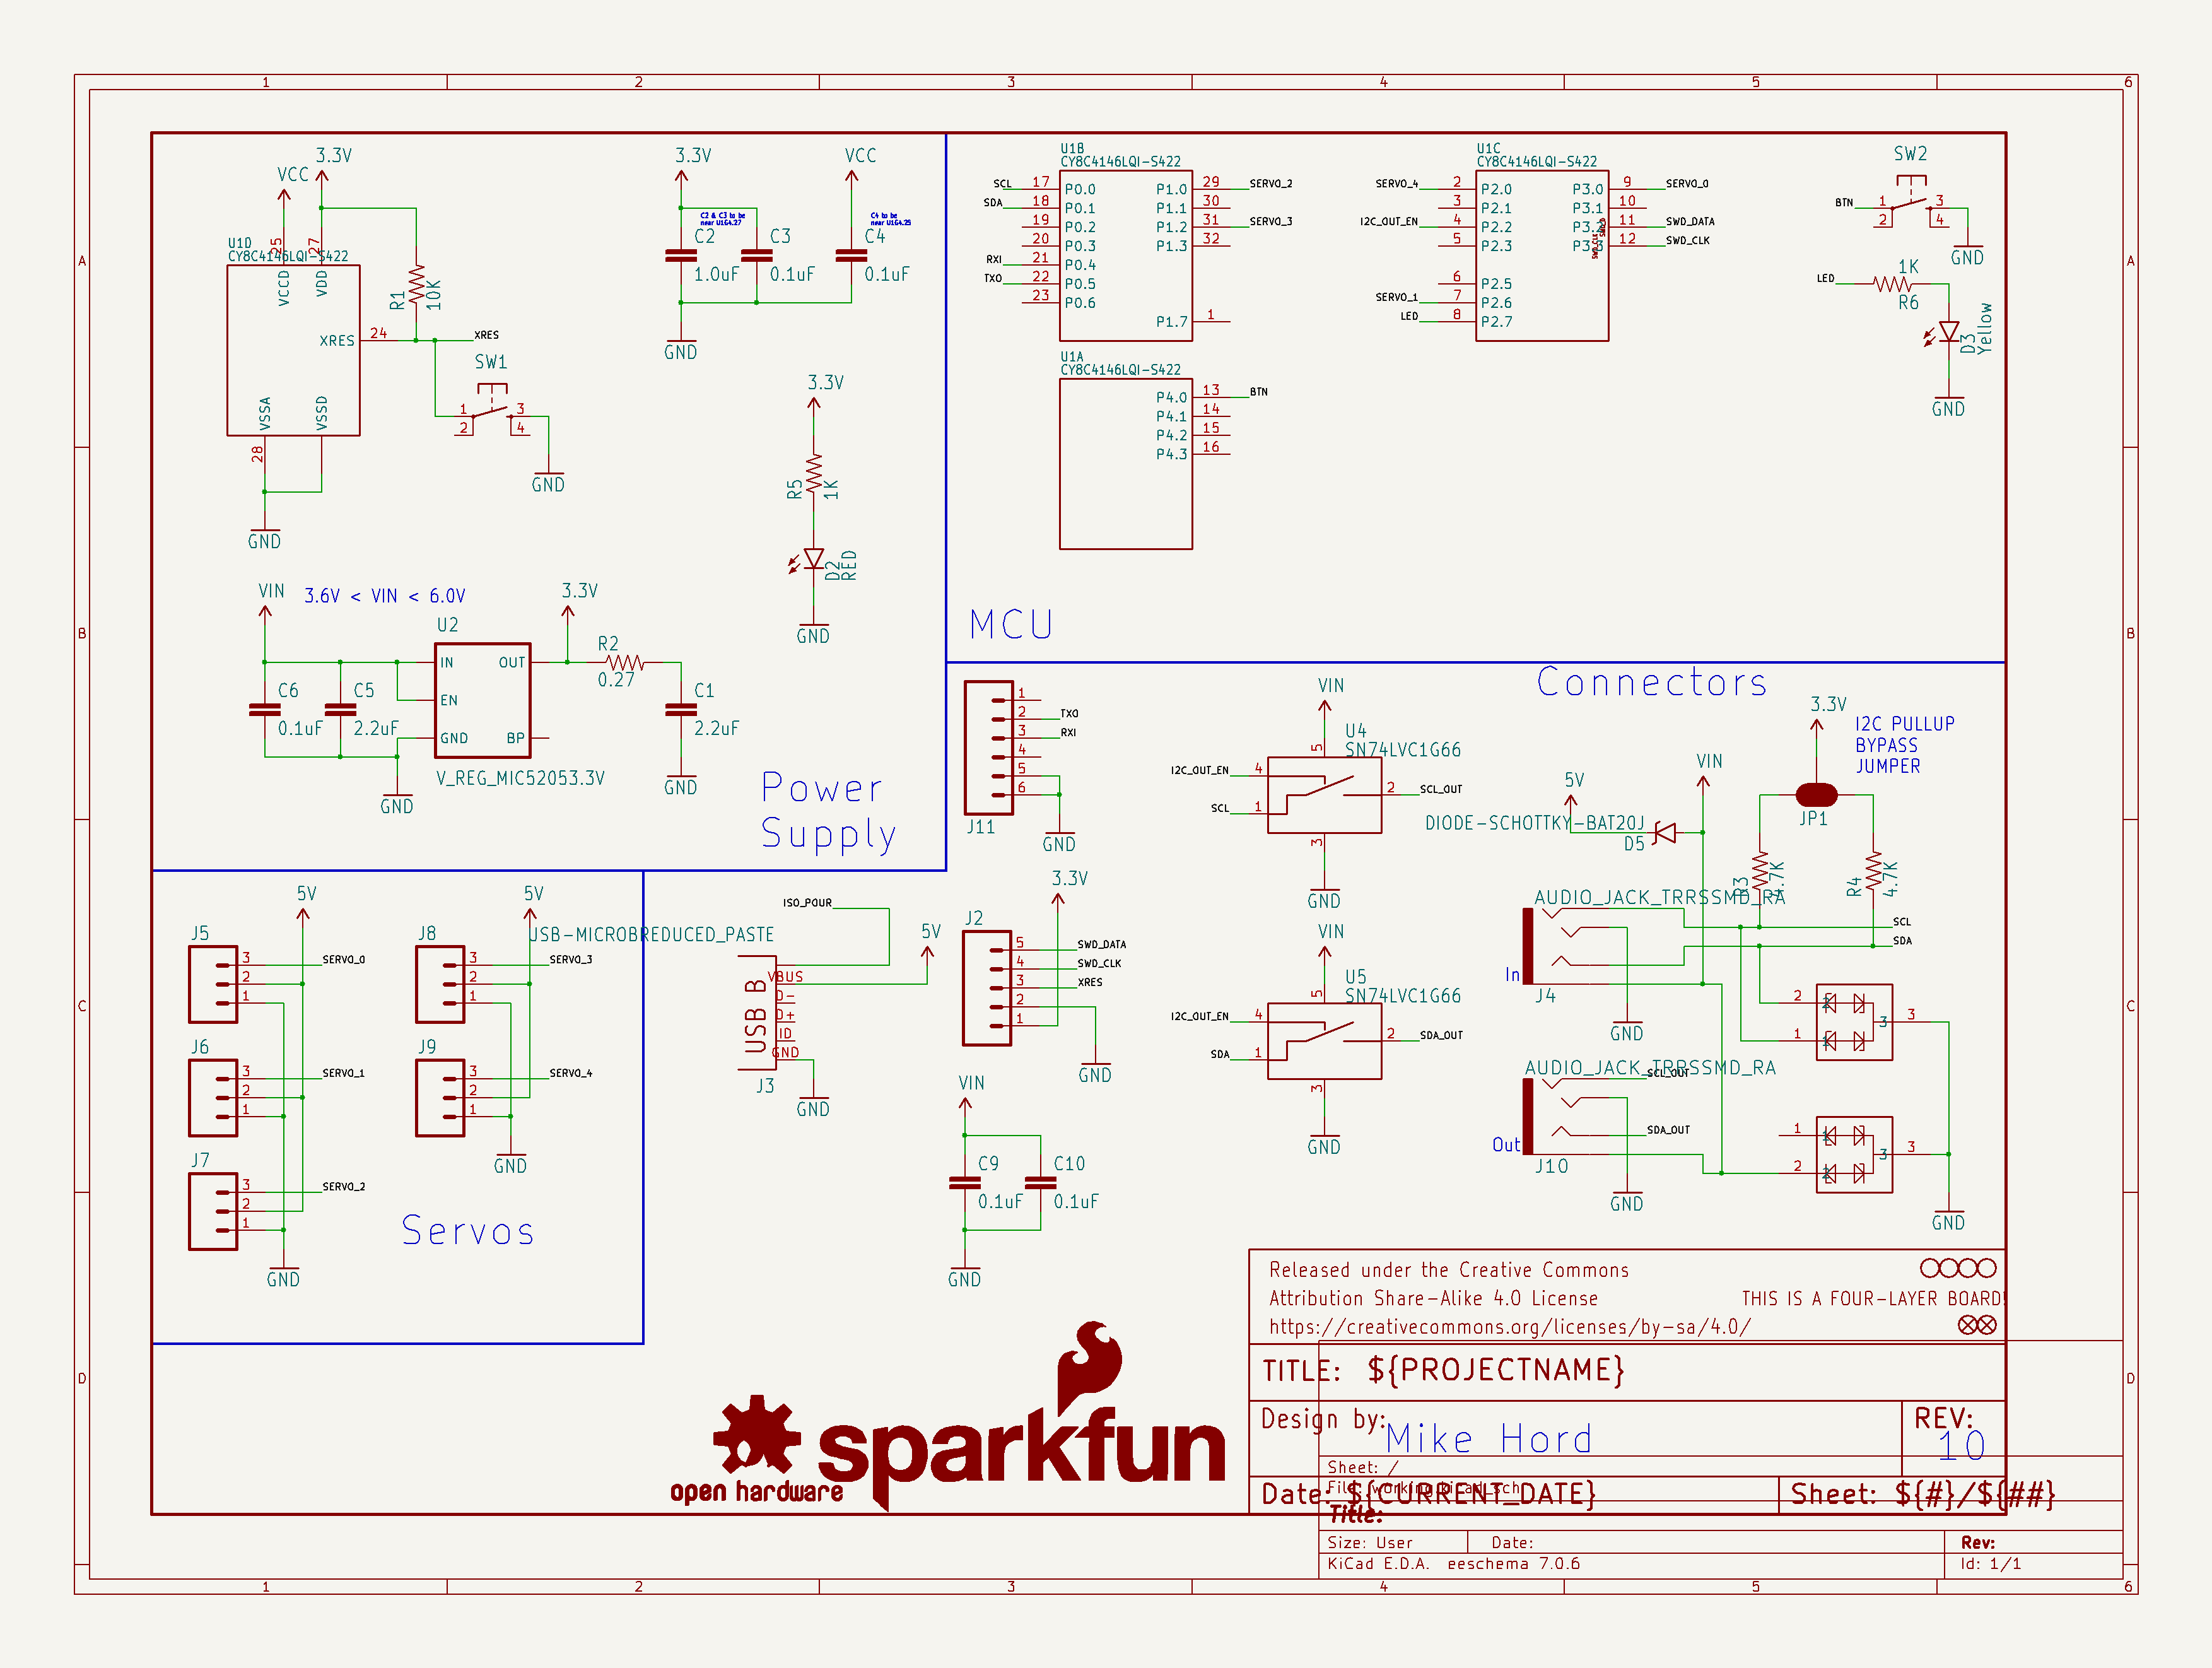 1 2 3 4 5 6
A
B
C
D
A
B
C
D
1 2 3 4 5 6
3.3V
VCC
U1D
CY8C4146LQI-S422
25
27
VCCD
VDD
R1
10K
XRES
24
XRES
SW1
1
2
3
4
VSSA
VSSD
28
GND
GND
3.3V
C2 & C3 to be
near U1G4.27
C2
1.0uF
C3
0.1uF
GND
VCC
C4 to be
near U1G4.25
C4
0.1uF
3.3V
R5
1K
D2
RED
GND
VIN
3.6V < VIN < 6.0V
U2
IN
OUT
EN
GND
BP
V_REG_MIC52053.3V
C6
0.1uF
C5
2.2uF
GND
3.3V
R2
0.27
C1
2.2uF
GND
Power
Supply
U1B
CY8C4146LQI-S422
SCL 17 P0.0
SDA 18 P0.1
19 P0.2
20 P0.3
RXI 21 P0.4
TXO 22 P0.5
23 P0.6
P1.0 29 SERVO_2
P1.1 30
P1.2 31 SERVO_3
P1.3 32
P1.7 1
U1A
CY8C4146LQI-S422
P4.0 13 BTN
P4.1 14
P4.2 15
P4.3 16
U1C
CY8C4146LQI-S422
SERVO_4 2 P2.0
3 P2.1
I2C_OUT_EN 4 P2.2
5 P2.3
6 P2.5
SERVO_1 7 P2.6
LED 8 P2.7
P3.0 9 SERVO_0
P3.1 10
P3.2 11 SWD_DATA
P3.3 12 SWD_CLK
SWD_CLK
SW2
BTN
1
2
3
4
GND
LED
1K
R6
D3
Yellow
GND
MCU
Connectors
1
2 TXO
3 RXI
4
5
6
J11
GND
VIN
U4
SN74LVC1G66
5
I2C_OUT_EN 4
SCL 1
2 SCL_OUT
3
GND
VIN
U5
SN74LVC1G66
5
I2C_OUT_EN 4
SDA 1
2 SDA_OUT
3
GND
3.3V
I2C PULLUP
BYPASS
JUMPER
JP1
5V
VIN
DIODE-SCHOTTKY-BAT20J
D5
R3
4.7K
R4
4.7K
AUDIO_JACK_TRRSSMD_RA
SCL
SDA
In
J4
GND
2
1
3
2
3
AUDIO_JACK_TRRSSMD_RA
SCL_OUT
SDA_OUT
Out
J10
GND
1
2
3
3
GND
5V
J5
3 SERVO_0
2
1
J6
3 SERVO_1
2
1
J7
3 SERVO_2
2
1
GND
5V
J8
3 SERVO_3
2
1
J9
3 SERVO_4
2
1
GND
Servos
USB-MICROBREDUCED_PASTE
ISO_POUR
5V
USB B
VBUS
D-
D+
ID
GND
J3
GND
3.3V
J2
5 SWD_DATA
4 SWD_CLK
3 XRES
2
1
GND
VIN
C9
0.1uF
C10
0.1uF
GND
open hardware
sparkfun
Released under the Creative Commons
Attribution Share-Alike 4.0 License
https://creativecommons.org/licenses/by-sa/4.0/
THIS IS A FOUR-LAYER BOARD!
TITLE: ${PROJECTNAME}
Design by: Mike Hord
REV:
10
Sheet: /
File: working.kicad_sch
Date: ${CURRENT_DATE}
Sheet: ${#}/${##}
Title:
Size: User
Date:
Rev:
KiCad E.D.A. eeschema 7.0.6
Id: 1/1